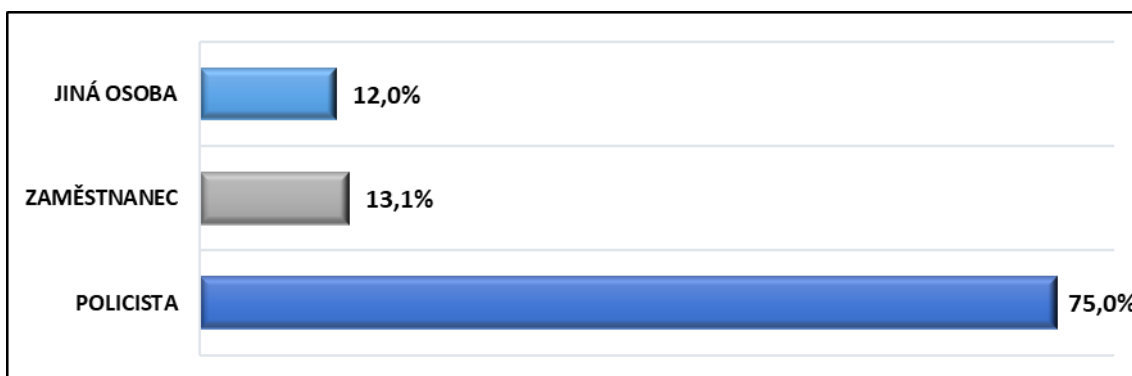 JINÁ OSOBA 12,0%
ZAMĚSTNANEC 13,1%
POLICISTA 75,0%